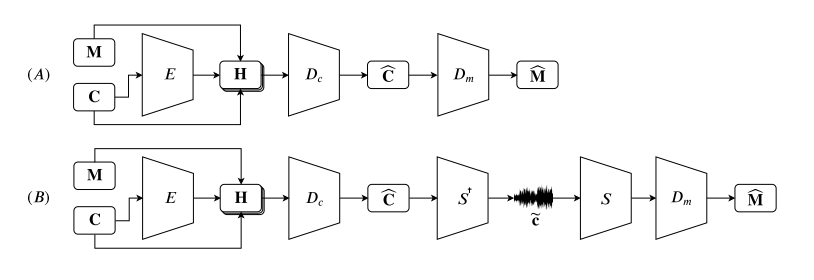 M
(A) C E H D_c Ĉ D_m M̂
M
(B) C E H D_c Ĉ S† c̃ S D_m M̂